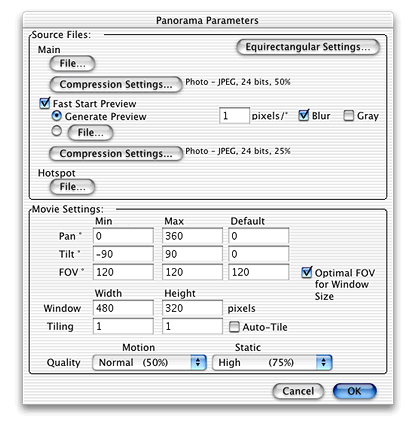 Panorama Parameters
Source Files:
Main
Equirectangular Settings...
File...
Compression Settings... Photo – JPEG, 24 bits, 50%
Fast Start Preview
Generate Preview 1 pixels/° Blur Gray
File...
Compression Settings... Photo – JPEG, 24 bits, 25%
Hotspot
File...
Movie Settings:
Min Max Default
Pan ° 0 360 0
Tilt ° -90 90 0
FOV ° 120 120 120 Optimal FOV
for Window
Size
Width Height
Window 480 320 pixels
Tiling 1 1 Auto-Tile
Motion Static
Quality Normal (50%) High (75%)
Cancel OK